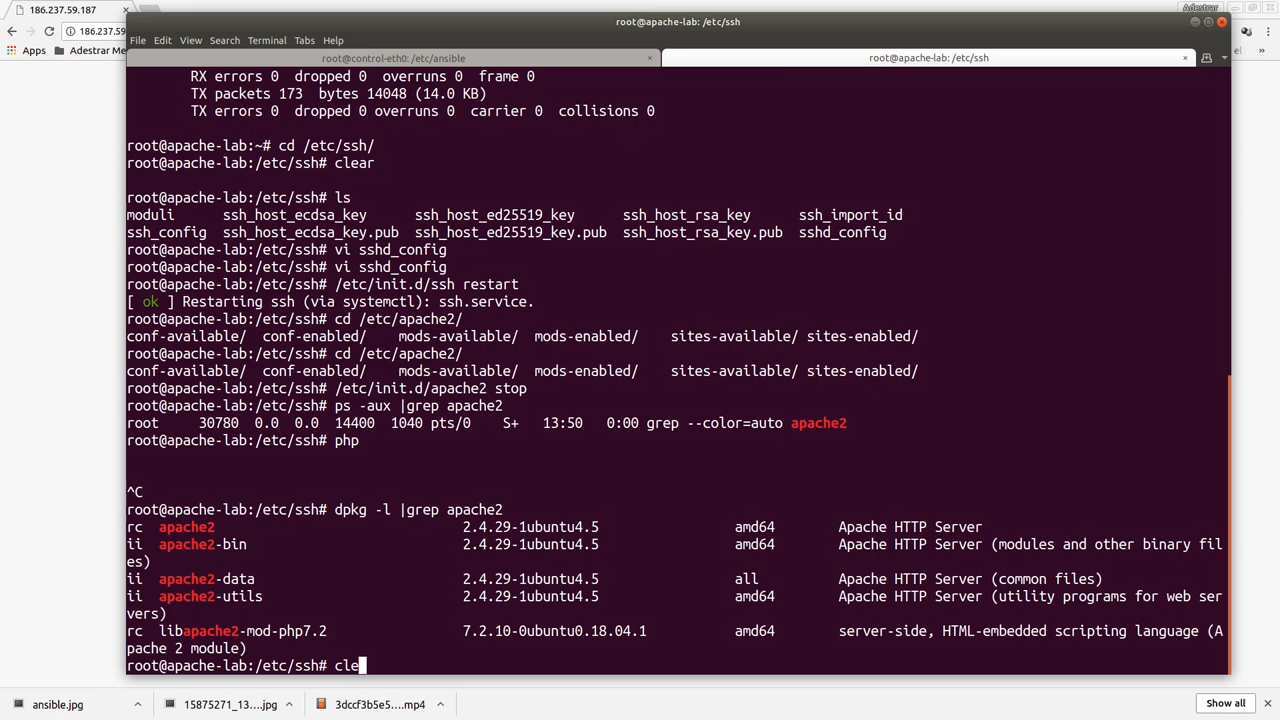 186.237.59.187
Adestrar
186.237.59
Apps
Adestrar Me
el
»
root@apache-lab: /etc/ssh
File Edit View Search Terminal Tabs Help
root@control-eth0: /etc/ansible
root@apache-lab: /etc/ssh
RX errors 0  dropped 0  overruns 0  frame 0
TX packets 173  bytes 14048 (14.0 KB)
TX errors 0  dropped 0 overruns 0  carrier 0  collisions 0
root@apache-lab:~# cd /etc/ssh/
root@apache-lab:/etc/ssh# clear
root@apache-lab:/etc/ssh# ls
moduli      ssh_host_ecdsa_key      ssh_host_ed25519_key      ssh_host_rsa_key      ssh_import_id
ssh_config  ssh_host_ecdsa_key.pub  ssh_host_ed25519_key.pub  ssh_host_rsa_key.pub  sshd_config
root@apache-lab:/etc/ssh# vi sshd_config
root@apache-lab:/etc/ssh# vi sshd_config
root@apache-lab:/etc/ssh# /etc/init.d/ssh restart
[ ok ] Restarting ssh (via systemctl): ssh.service.
root@apache-lab:/etc/ssh# cd /etc/apache2/
conf-available/  conf-enabled/    mods-available/  mods-enabled/    sites-available/ sites-enabled/
root@apache-lab:/etc/ssh# cd /etc/apache2/
conf-available/  conf-enabled/    mods-available/  mods-enabled/    sites-available/ sites-enabled/
root@apache-lab:/etc/ssh# /etc/init.d/apache2 stop
root@apache-lab:/etc/ssh# ps -aux |grep apache2
root     30780  0.0  0.0  14400  1040 pts/0    S+   13:50   0:00 grep --color=auto apache2
root@apache-lab:/etc/ssh# php
^C
root@apache-lab:/etc/ssh# dpkg -l |grep apache2
rc  apache2                               2.4.29-1ubuntu4.5                 amd64        Apache HTTP Server
ii  apache2-bin                           2.4.29-1ubuntu4.5                 amd64        Apache HTTP Server (modules and other binary fil
es)
ii  apache2-data                          2.4.29-1ubuntu4.5                 all          Apache HTTP Server (common files)
ii  apache2-utils                         2.4.29-1ubuntu4.5                 amd64        Apache HTTP Server (utility programs for web ser
vers)
rc  libapache2-mod-php7.2                 7.2.10-0ubuntu0.18.04.1           amd64        server-side, HTML-embedded scripting language (A
pache 2 module)
root@apache-lab:/etc/ssh# cle
ansible.jpg
15875271_13....jpg
3dccf3b5e5....mp4
Show all